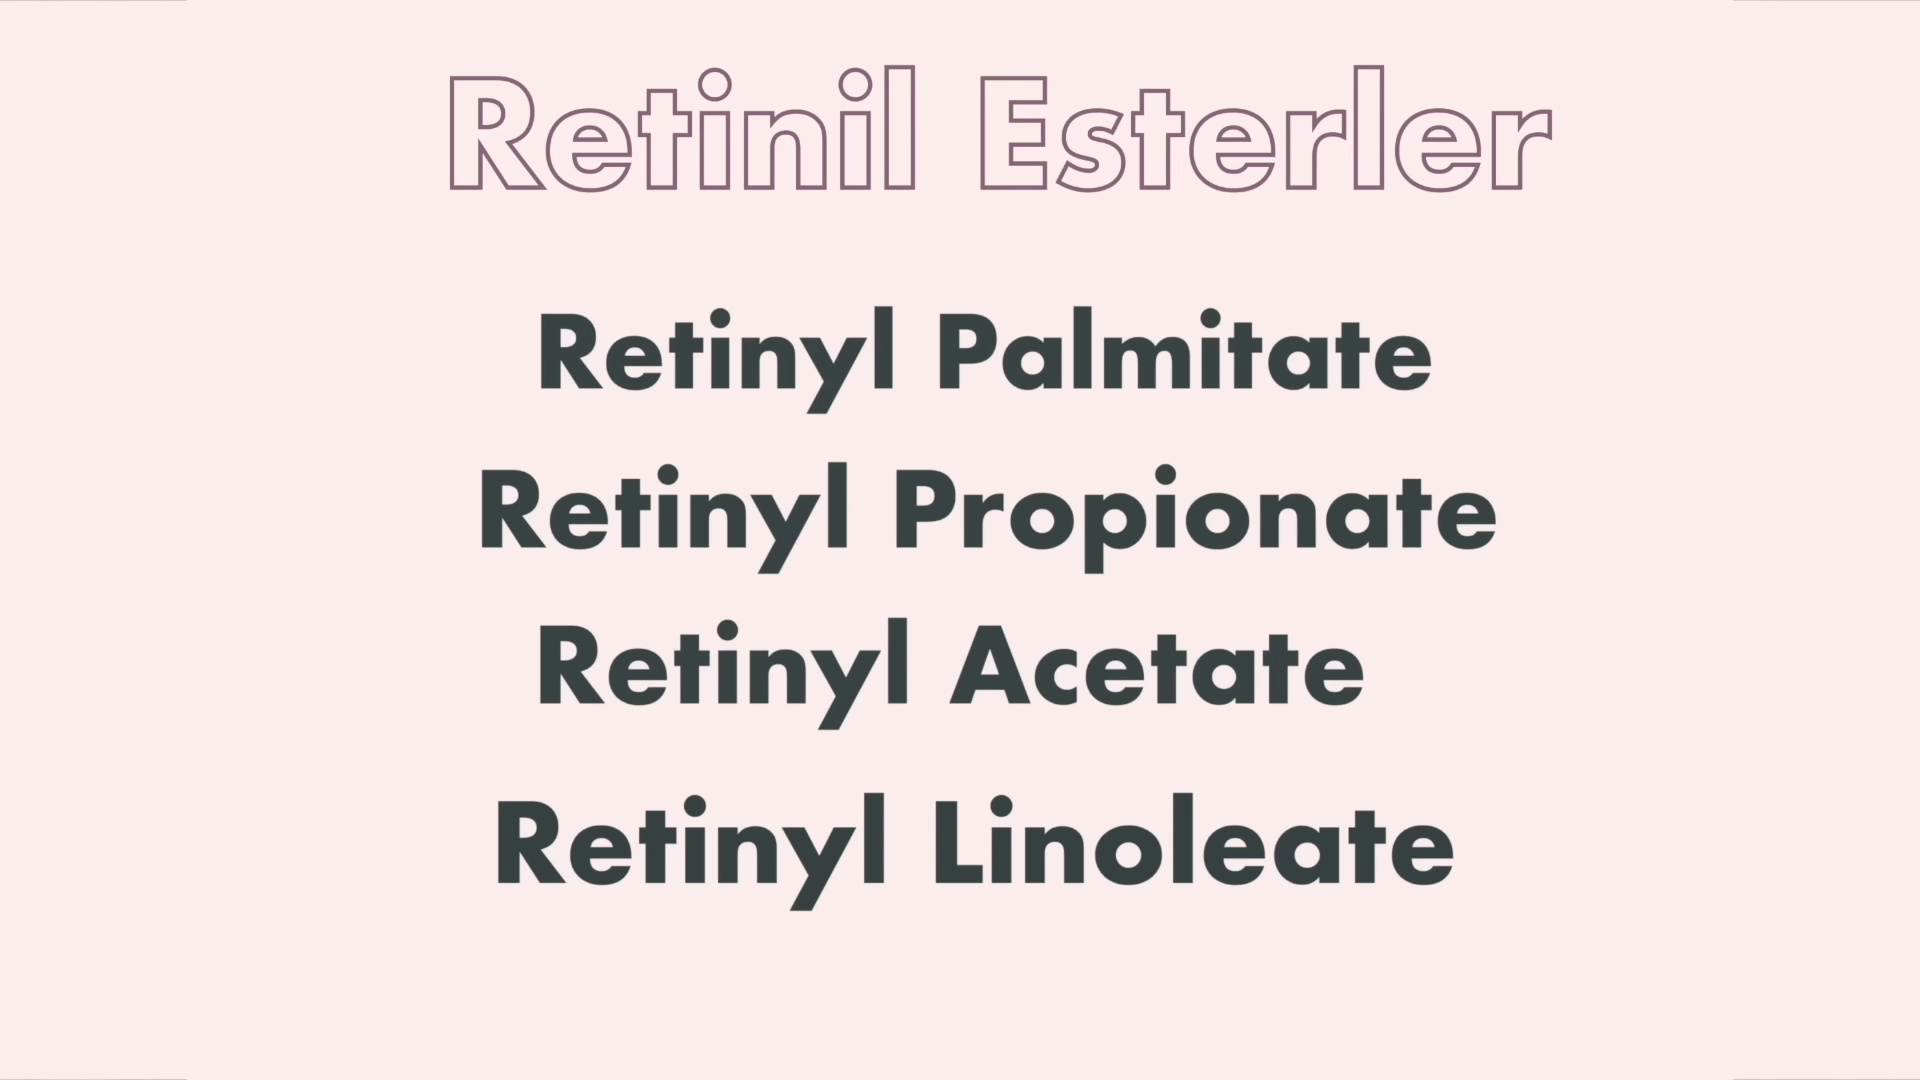 Retinil Esterler
Retinyl Palmitate
Retinyl Propionate
Retinyl Acetate
Retinyl Linoleate